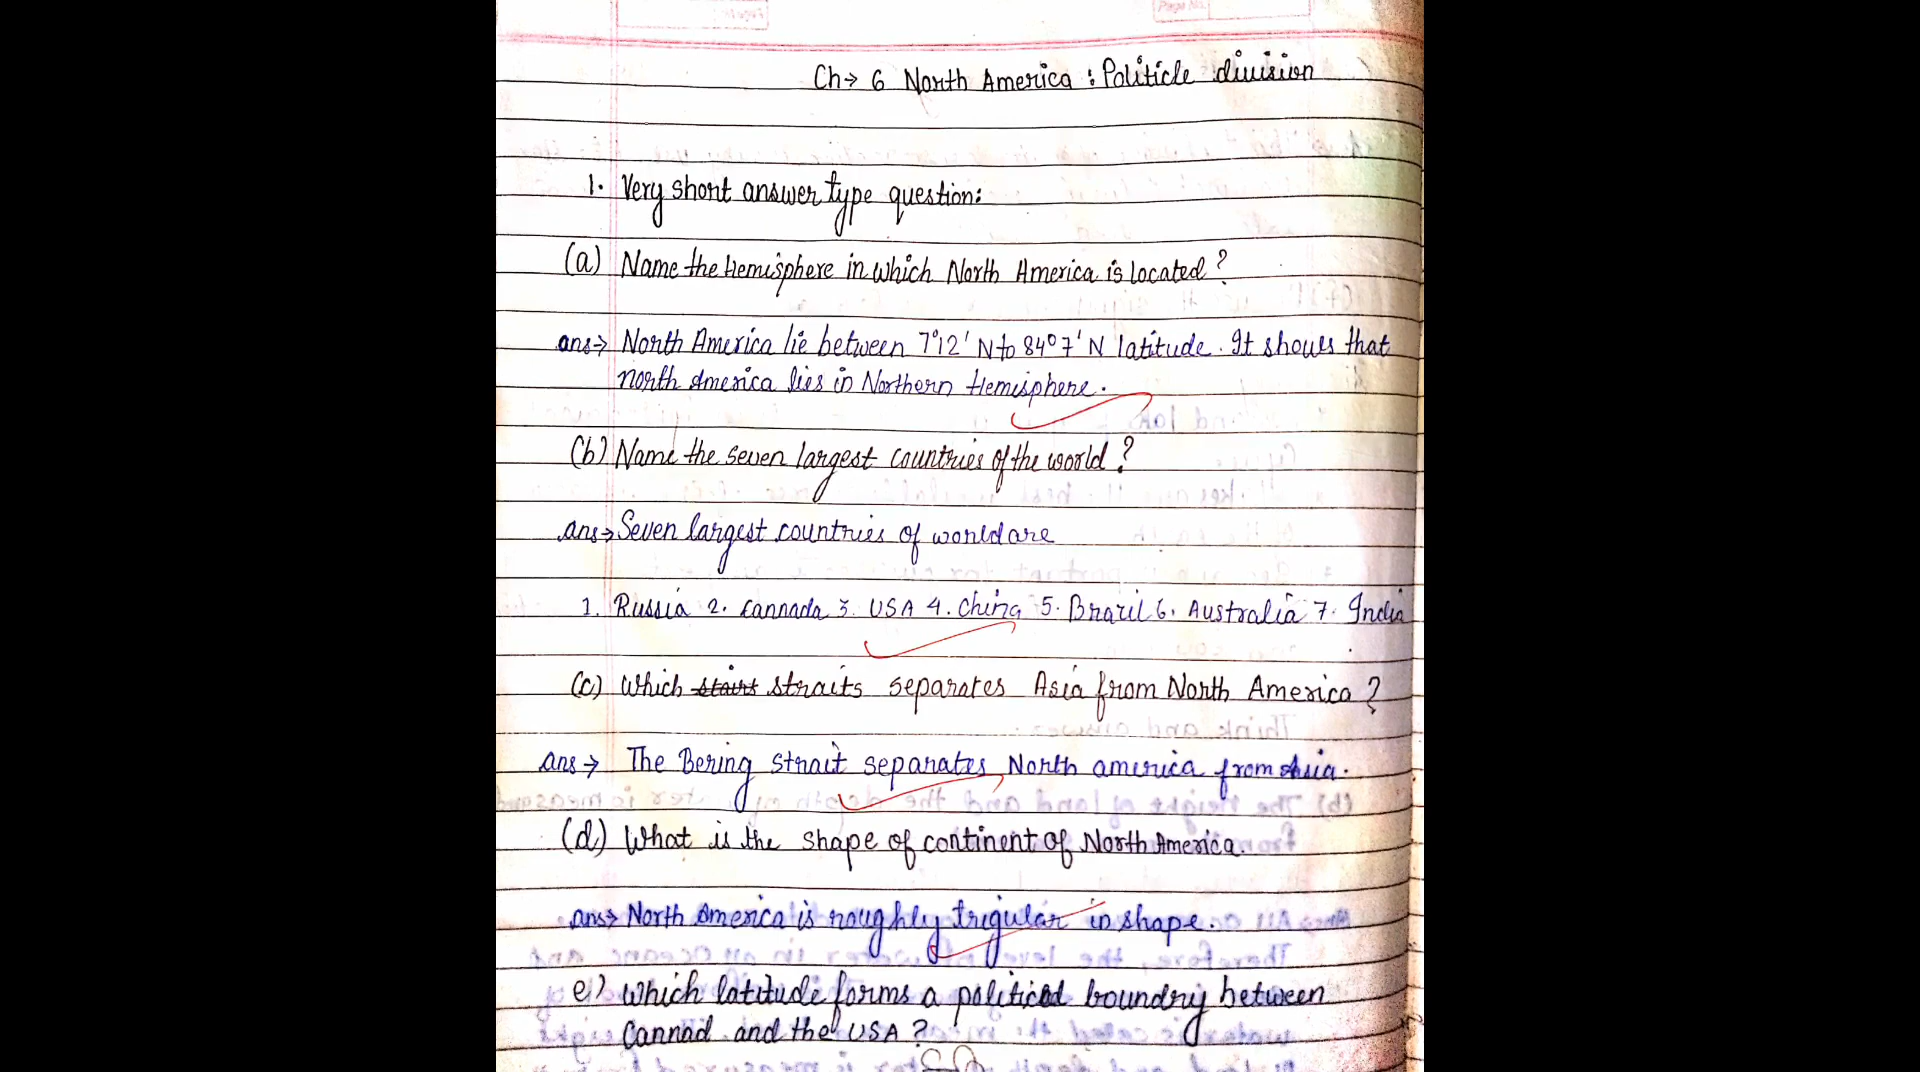 Page No.
Ch→ 6 North America : Politicle division
1. Very short answer type question:
(a) Name the Hemisphere in which North America is located ?
ans→ North America lie between 7°12' N to 84°07' N latitude. It shows that
north America lies in Northern Hemisphere.
(b) Name the seven largest countries of the world ?
ans→ Seven largest countries of world are
1. Russia 2. Cannada 3. USA 4. China 5. Brazil 6. Australia 7. India
(c) Which stairt straits separates Asia from North America ?
ans→ The Bering Strait separates North america from Asia.
(d) What is the shape of continent of North America.
ans→ North America is roughly trigular in shape.
e) which latitude forms a political boundry between
Cannad and the USA ?